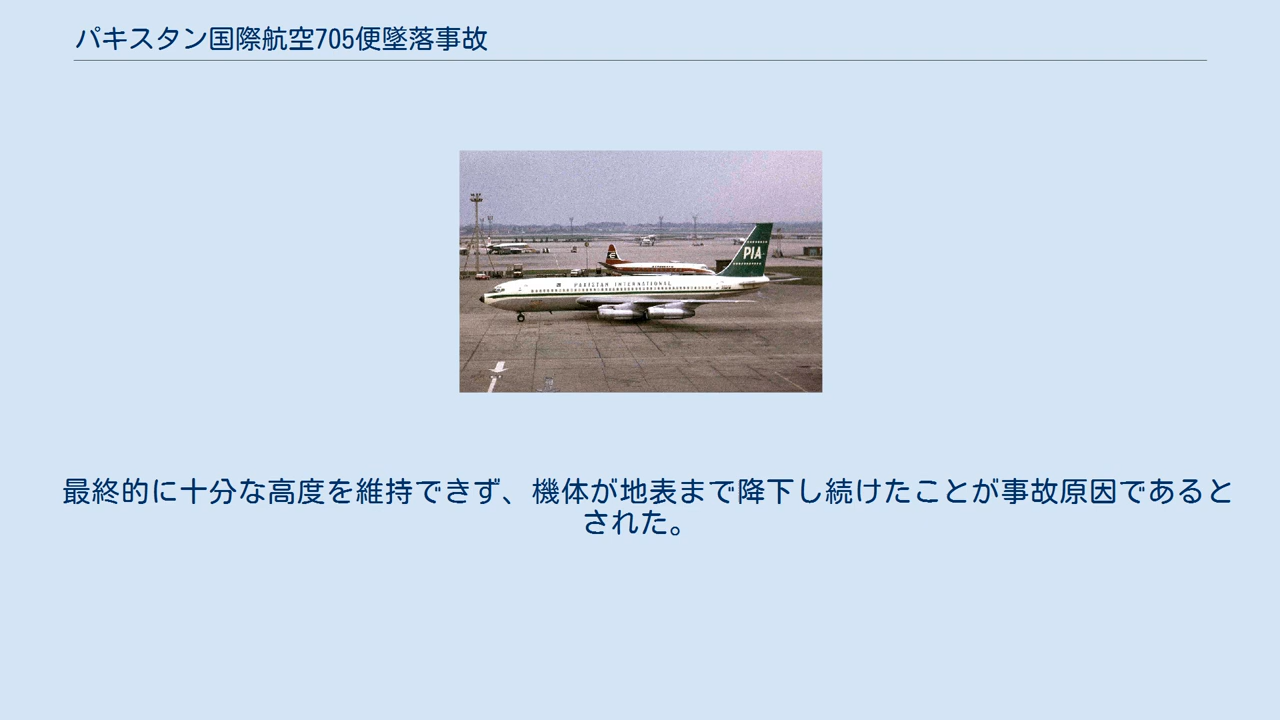 パキスタン国際航空705便墜落事故
PIA
PAKISTAN INTERNATIONAL
最終的に十分な高度を維持できず、機体が地表まで降下し続けたことが事故原因であると
された。